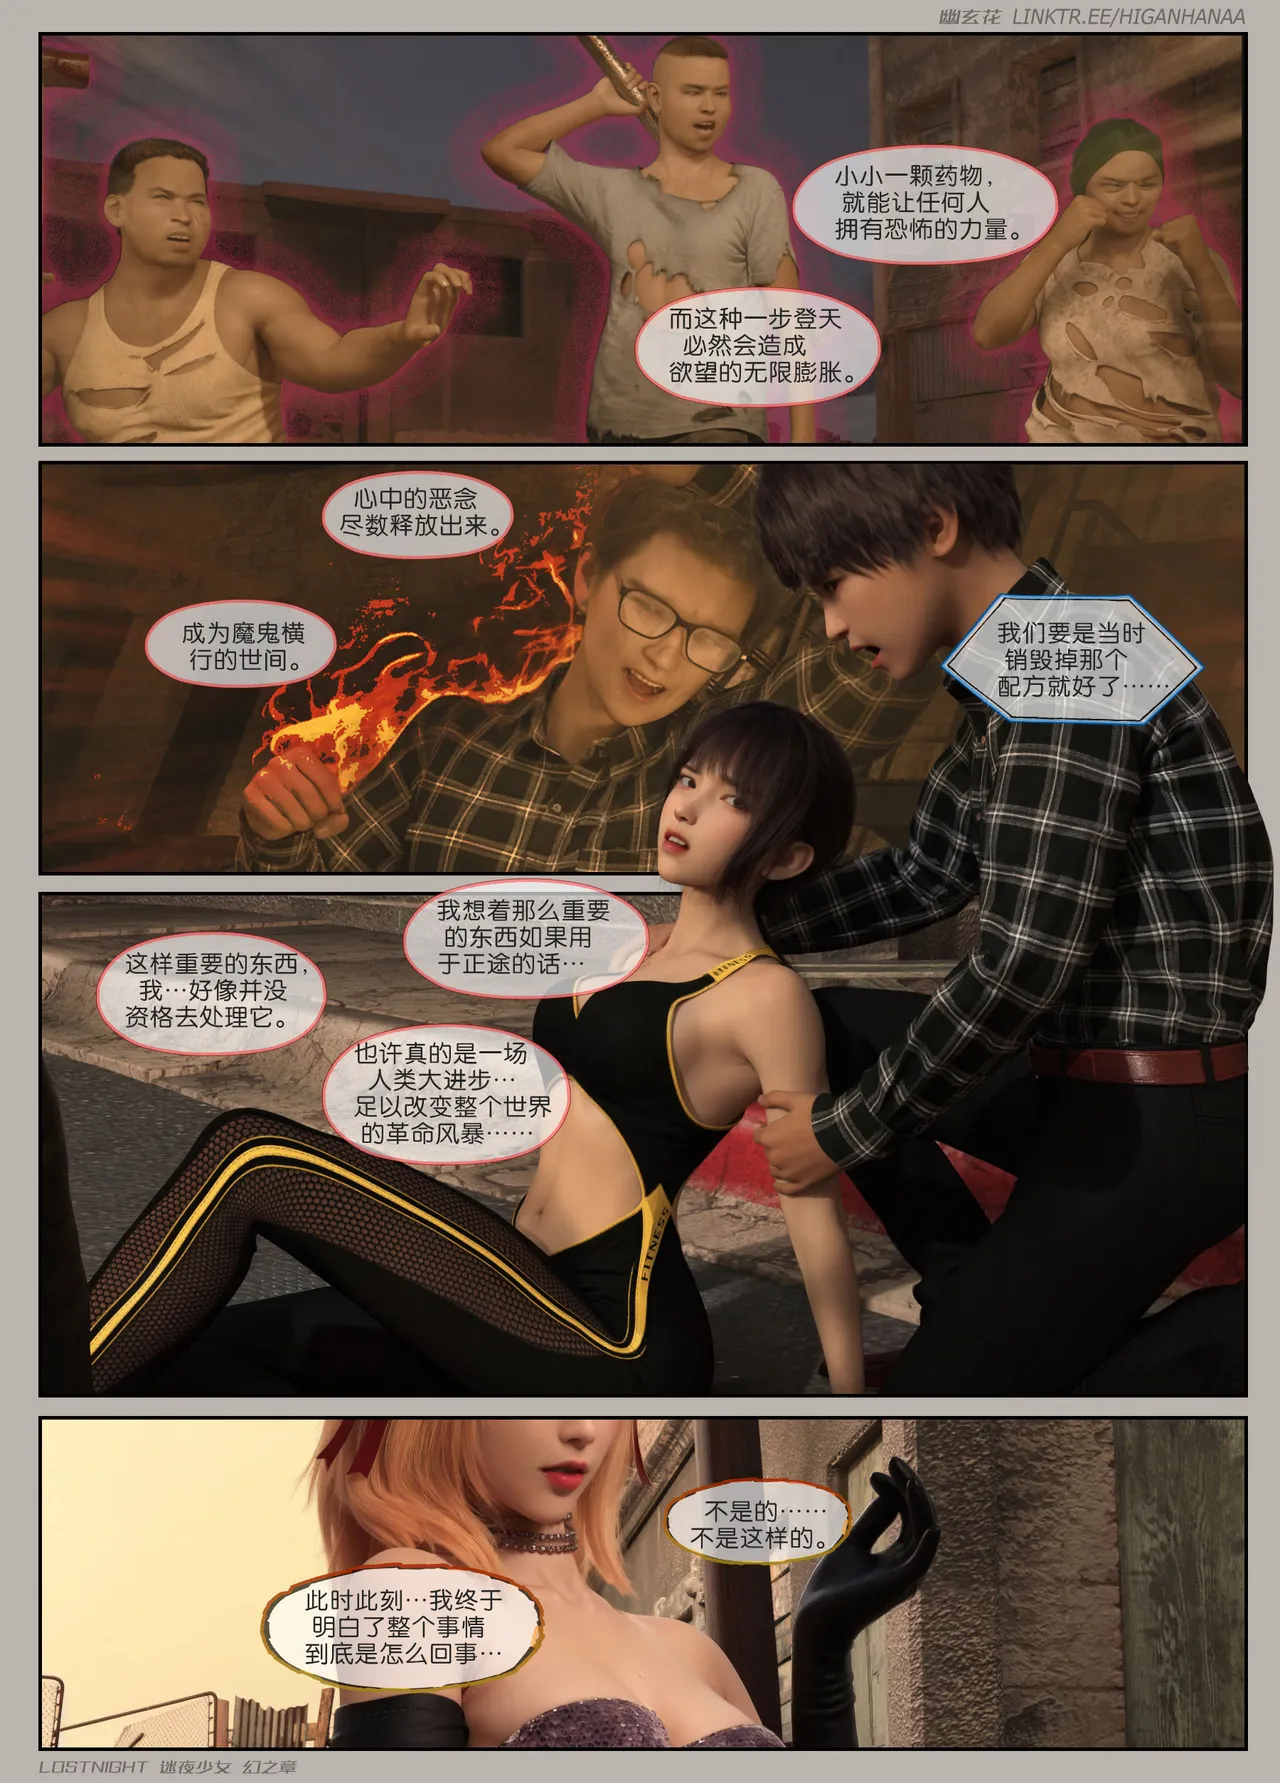 幽玄花 LINKTR.EE/HIGANHANAA
小小一颗药物，
就能让任何人
拥有恐怖的力量。
而这种一步登天
必然会造成
欲望的无限膨胀。
心中的恶念
尽数释放出来。
成为魔鬼横
行的世间。
我们要是当时
销毁掉那个
配方就好了……
我想着那么重要
的东西如果用
于正途的话…
这样重要的东西，
我…好像并没
资格去处理它。
也许真的是一场
人类大进步…
足以改变整个世界
的革命风暴……
FITNESS
FITNESS
不是的……
不是这样的。
此时此刻…我终于
明白了整个事情
到底是怎么回事…
LOSTNIGHT 迷夜少女 幻之章